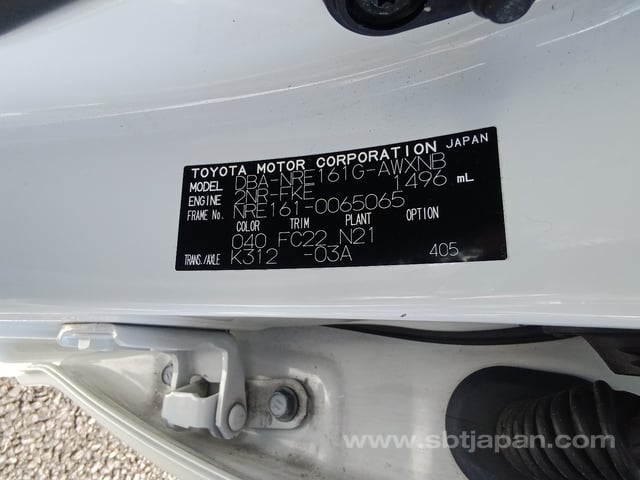 TOYOTA MOTOR CORPORATION JAPAN
MODEL DBA-NRE161G-AWXNB
ENGINE 2NR-FKE 1496 mL
FRAME No. NRE161-0065065
COLOR TRIM PLANT OPTION
040 FC22 N21
TRANS./AXLE K312 -03A 405
www.sbtjapan.com